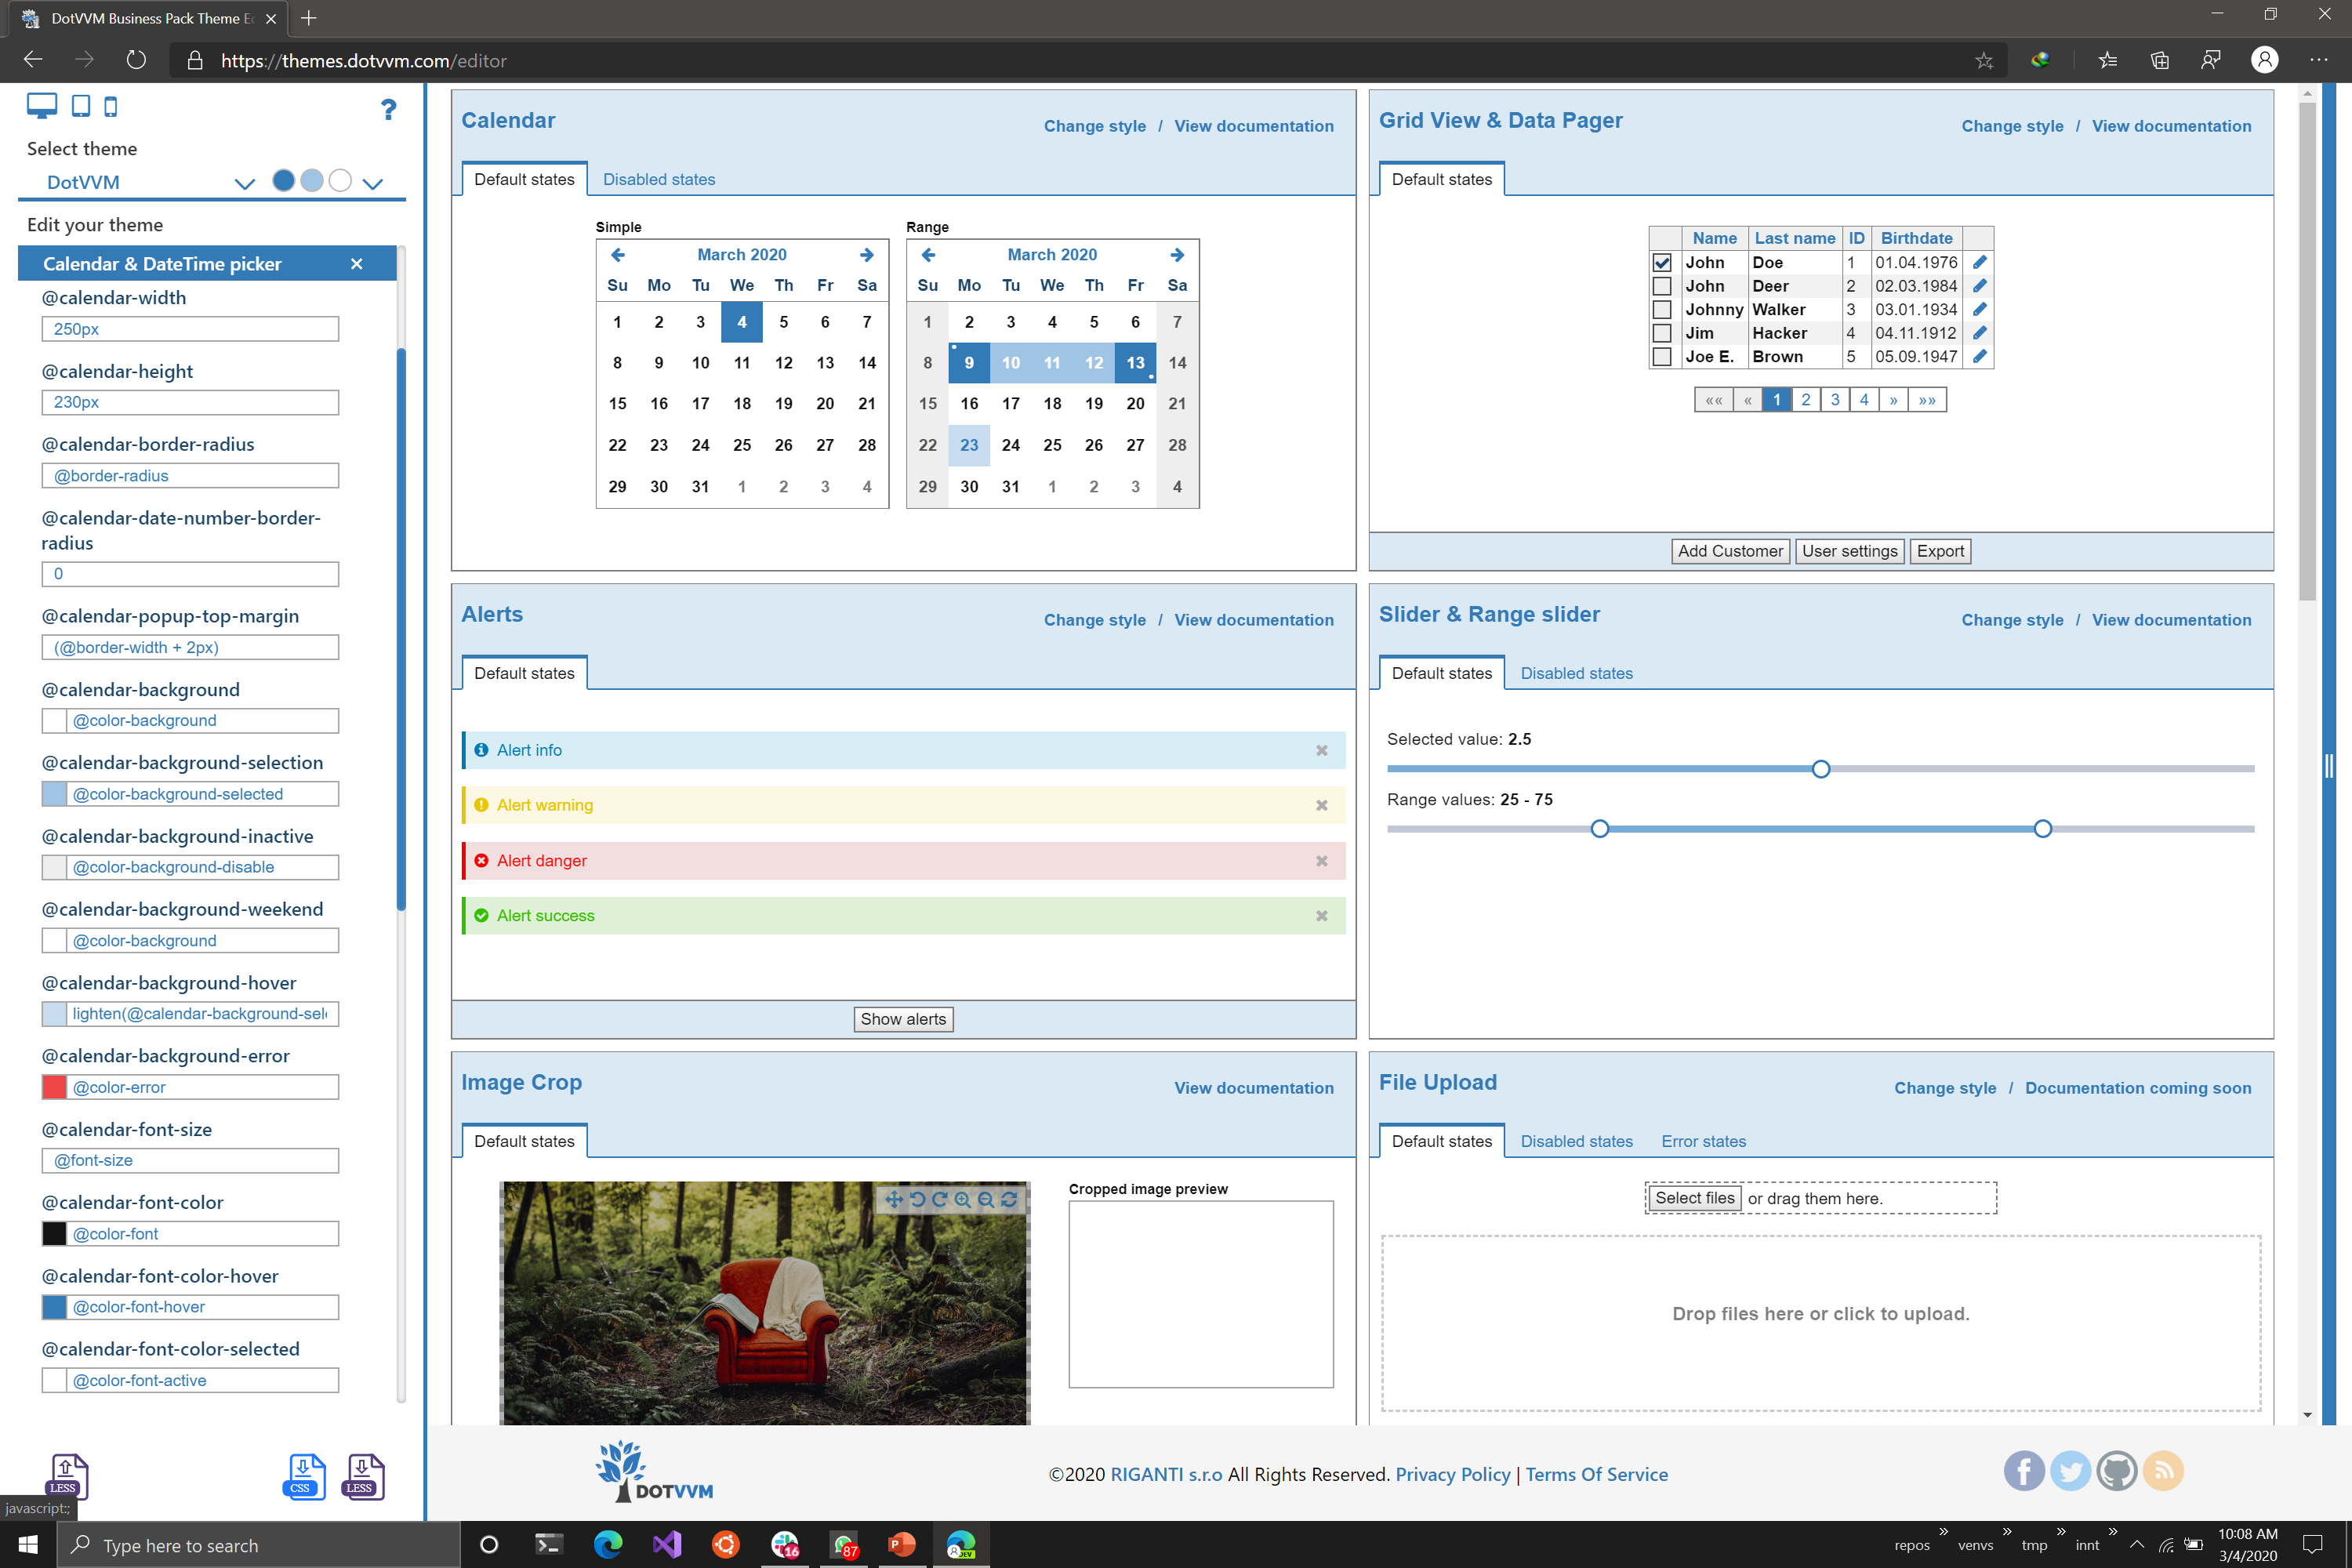 DotVVM Business Pack Theme Ec
https://themes.dotvvm.com/editor
?
Select theme
DotVVM
Edit your theme
Calendar & DateTime picker
@calendar-width
250px
@calendar-height
230px
@calendar-border-radius
@border-radius
@calendar-date-number-border-
radius
0
@calendar-popup-top-margin
(@border-width + 2px)
@calendar-background
@color-background
@calendar-background-selection
@color-background-selected
@calendar-background-inactive
@color-background-disable
@calendar-background-weekend
@color-background
@calendar-background-hover
lighten(@calendar-background-sele
@calendar-background-error
@color-error
@calendar-font-size
@font-size
@calendar-font-color
@color-font
@calendar-font-color-hover
@color-font-hover
@calendar-font-color-selected
@color-font-active
LESS
CSS
LESS
javascript:;
Calendar
Change style / View documentation
Default states
Disabled states
Simple
March 2020
Su Mo Tu We Th Fr Sa
1 2 3 4 5 6 7
8 9 10 11 12 13 14
15 16 17 18 19 20 21
22 23 24 25 26 27 28
29 30 31 1 2 3 4
Range
March 2020
Su Mo Tu We Th Fr Sa
1 2 3 4 5 6 7
8 9 10 11 12 13 14
15 16 17 18 19 20 21
22 23 24 25 26 27 28
29 30 31 1 2 3 4
Grid View & Data Pager
Change style / View documentation
Default states
Name Last name ID Birthdate
John Doe 1 01.04.1976
John Deer 2 02.03.1984
Johnny Walker 3 03.01.1934
Jim Hacker 4 04.11.1912
Joe E. Brown 5 05.09.1947
«« « 1 2 3 4 » »»
Add Customer User settings Export
Alerts
Change style / View documentation
Default states
Alert info
Alert warning
Alert danger
Alert success
Show alerts
Slider & Range slider
Change style / View documentation
Default states
Disabled states
Selected value: 2.5
Range values: 25 - 75
Image Crop
View documentation
Default states
Cropped image preview
File Upload
Change style / Documentation coming soon
Default states
Disabled states
Error states
Select files or drag them here.
Drop files here or click to upload.
DOTVVM
©2020 RIGANTI s.r.o All Rights Reserved. Privacy Policy | Terms Of Service
Type here to search
16
87
DEV
repos
venvs
tmp
innt
10:08 AM
3/4/2020